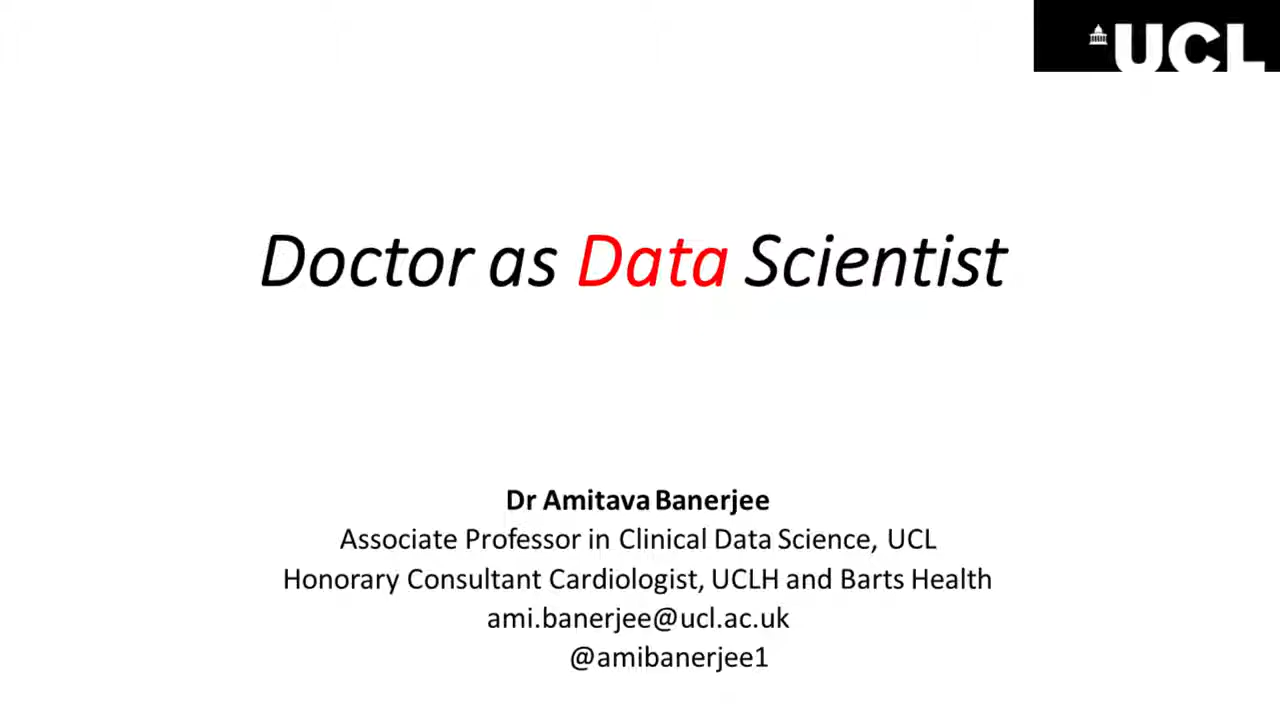 UCL
Doctor as Data Scientist
Dr Amitava Banerjee
Associate Professor in Clinical Data Science, UCL
Honorary Consultant Cardiologist, UCLH and Barts Health
ami.banerjee@ucl.ac.uk
@amibanerjee1